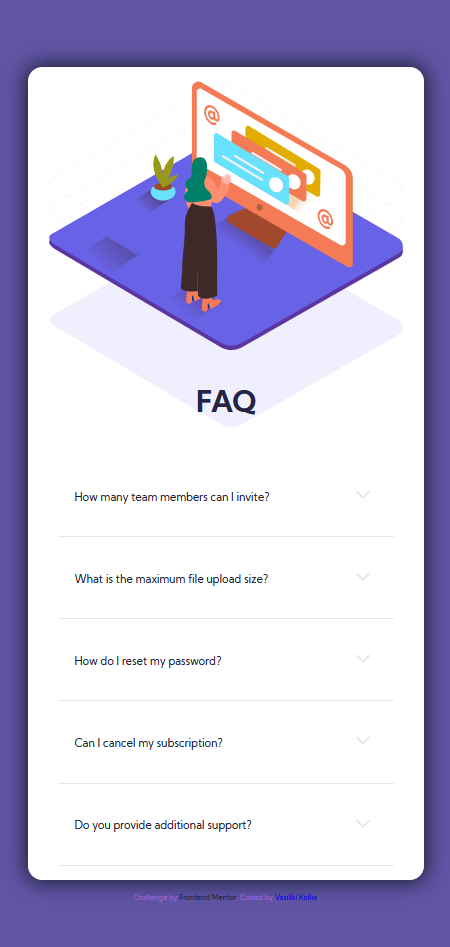 @
@
FAQ
How many team members can I invite?
What is the maximum file upload size?
How do I reset my password?
Can I cancel my subscription?
Do you provide additional support?
Challenge by Frontend Mentor. Coded by Vasiliki Kollia.